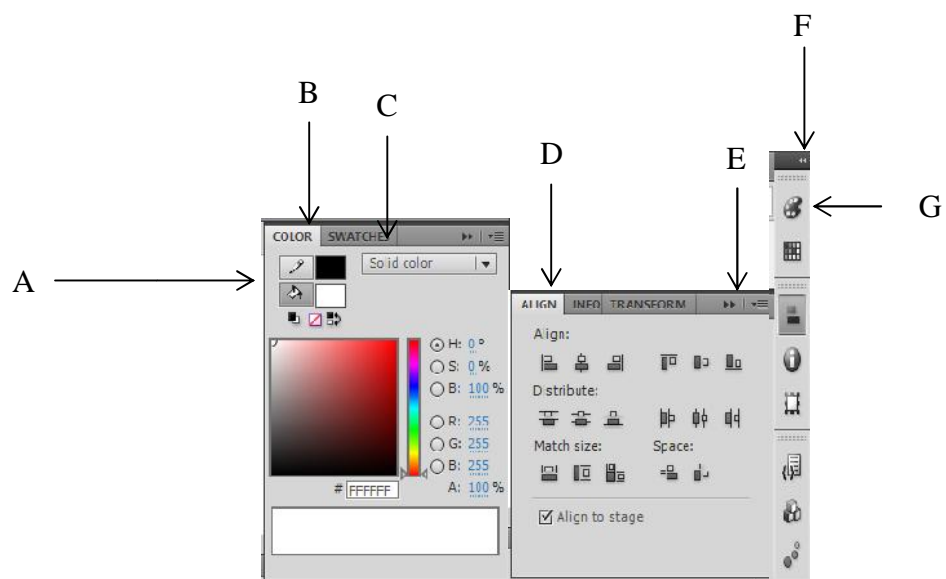 F
B
C
D
E
G
COLOR SWATCHES
A
Solid color
ALIGN INFO TRANSFORM
Align:
H: 0 °
S: 0 %
B: 100 %
Distribute:
R: 255
G: 255
B: 255
Match size: Space:
# FFFFFF
A: 100 %
Align to stage